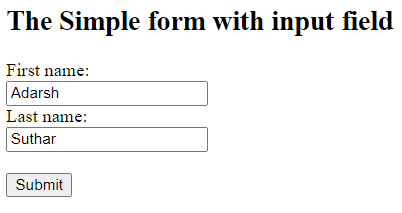 The Simple form with input field
First name:
Adarsh
Last name:
Suthar
Submit